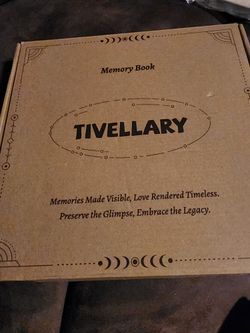 Memory Book
TIVELLARY
Memories Made Visible, Love Rendered Timeless.
Preserve the Glimpse, Embrace the Legacy.